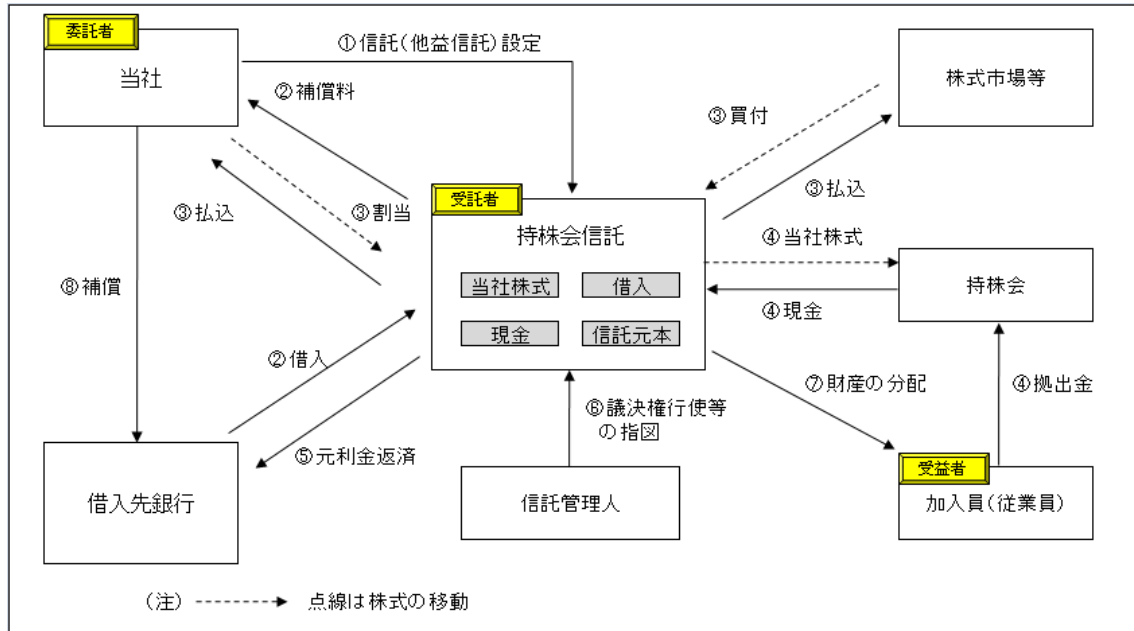 委託者
当社
①信託(他益信託)設定
②補償料
株式市場等
③買付
③払込
③割当
③払込
受託者
持株会信託
④当社株式
当社株式
借入
現金
信託元本
持株会
④現金
⑧補償
②借入
⑤元利金返済
⑥議決権行使等
の指図
⑦財産の分配
④拠出金
借入先銀行
信託管理人
受益者
加入員(従業員)
(注)
点線は株式の移動